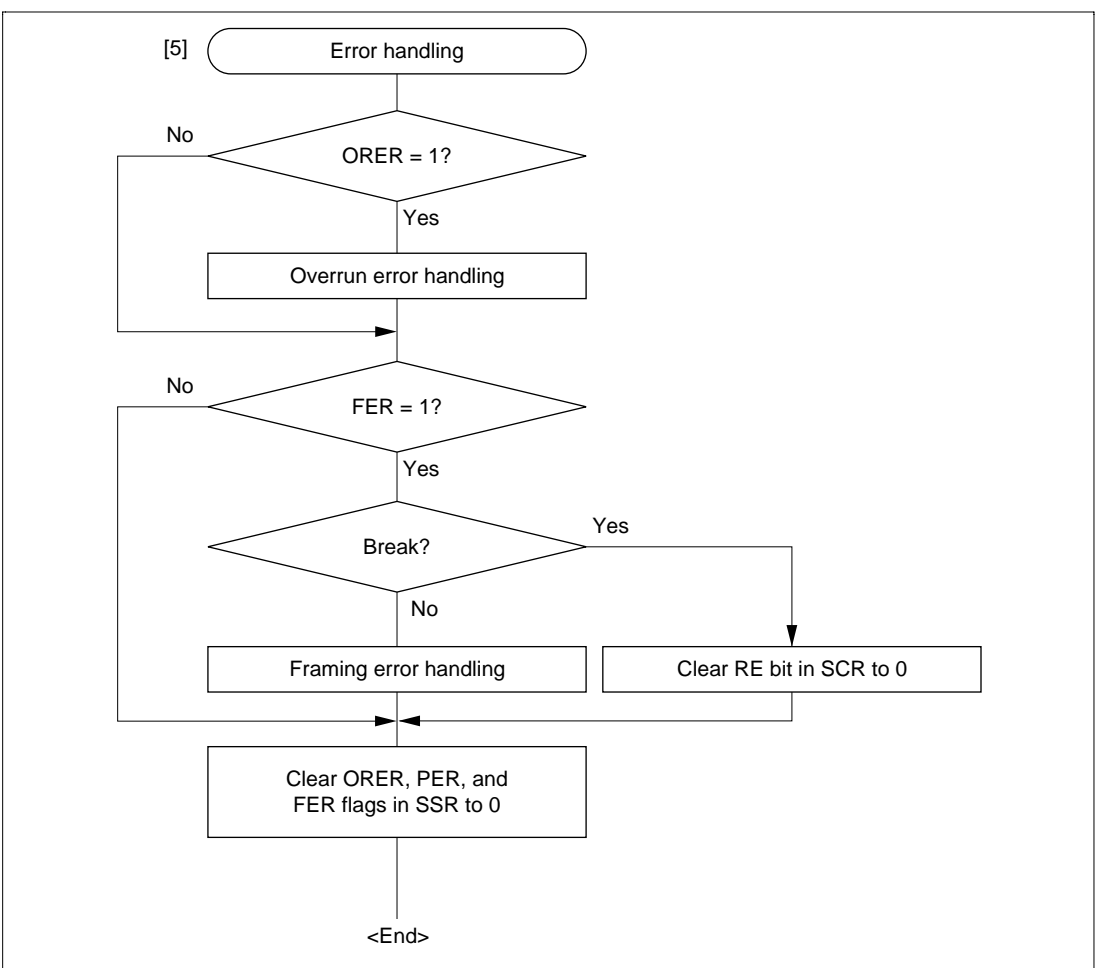 [5] Error handling
No
ORER = 1?
Yes
Overrun error handling
No
FER = 1?
Yes
Yes
Break?
No
Framing error handling
Clear RE bit in SCR to 0
Clear ORER, PER, and
FER flags in SSR to 0
<End>